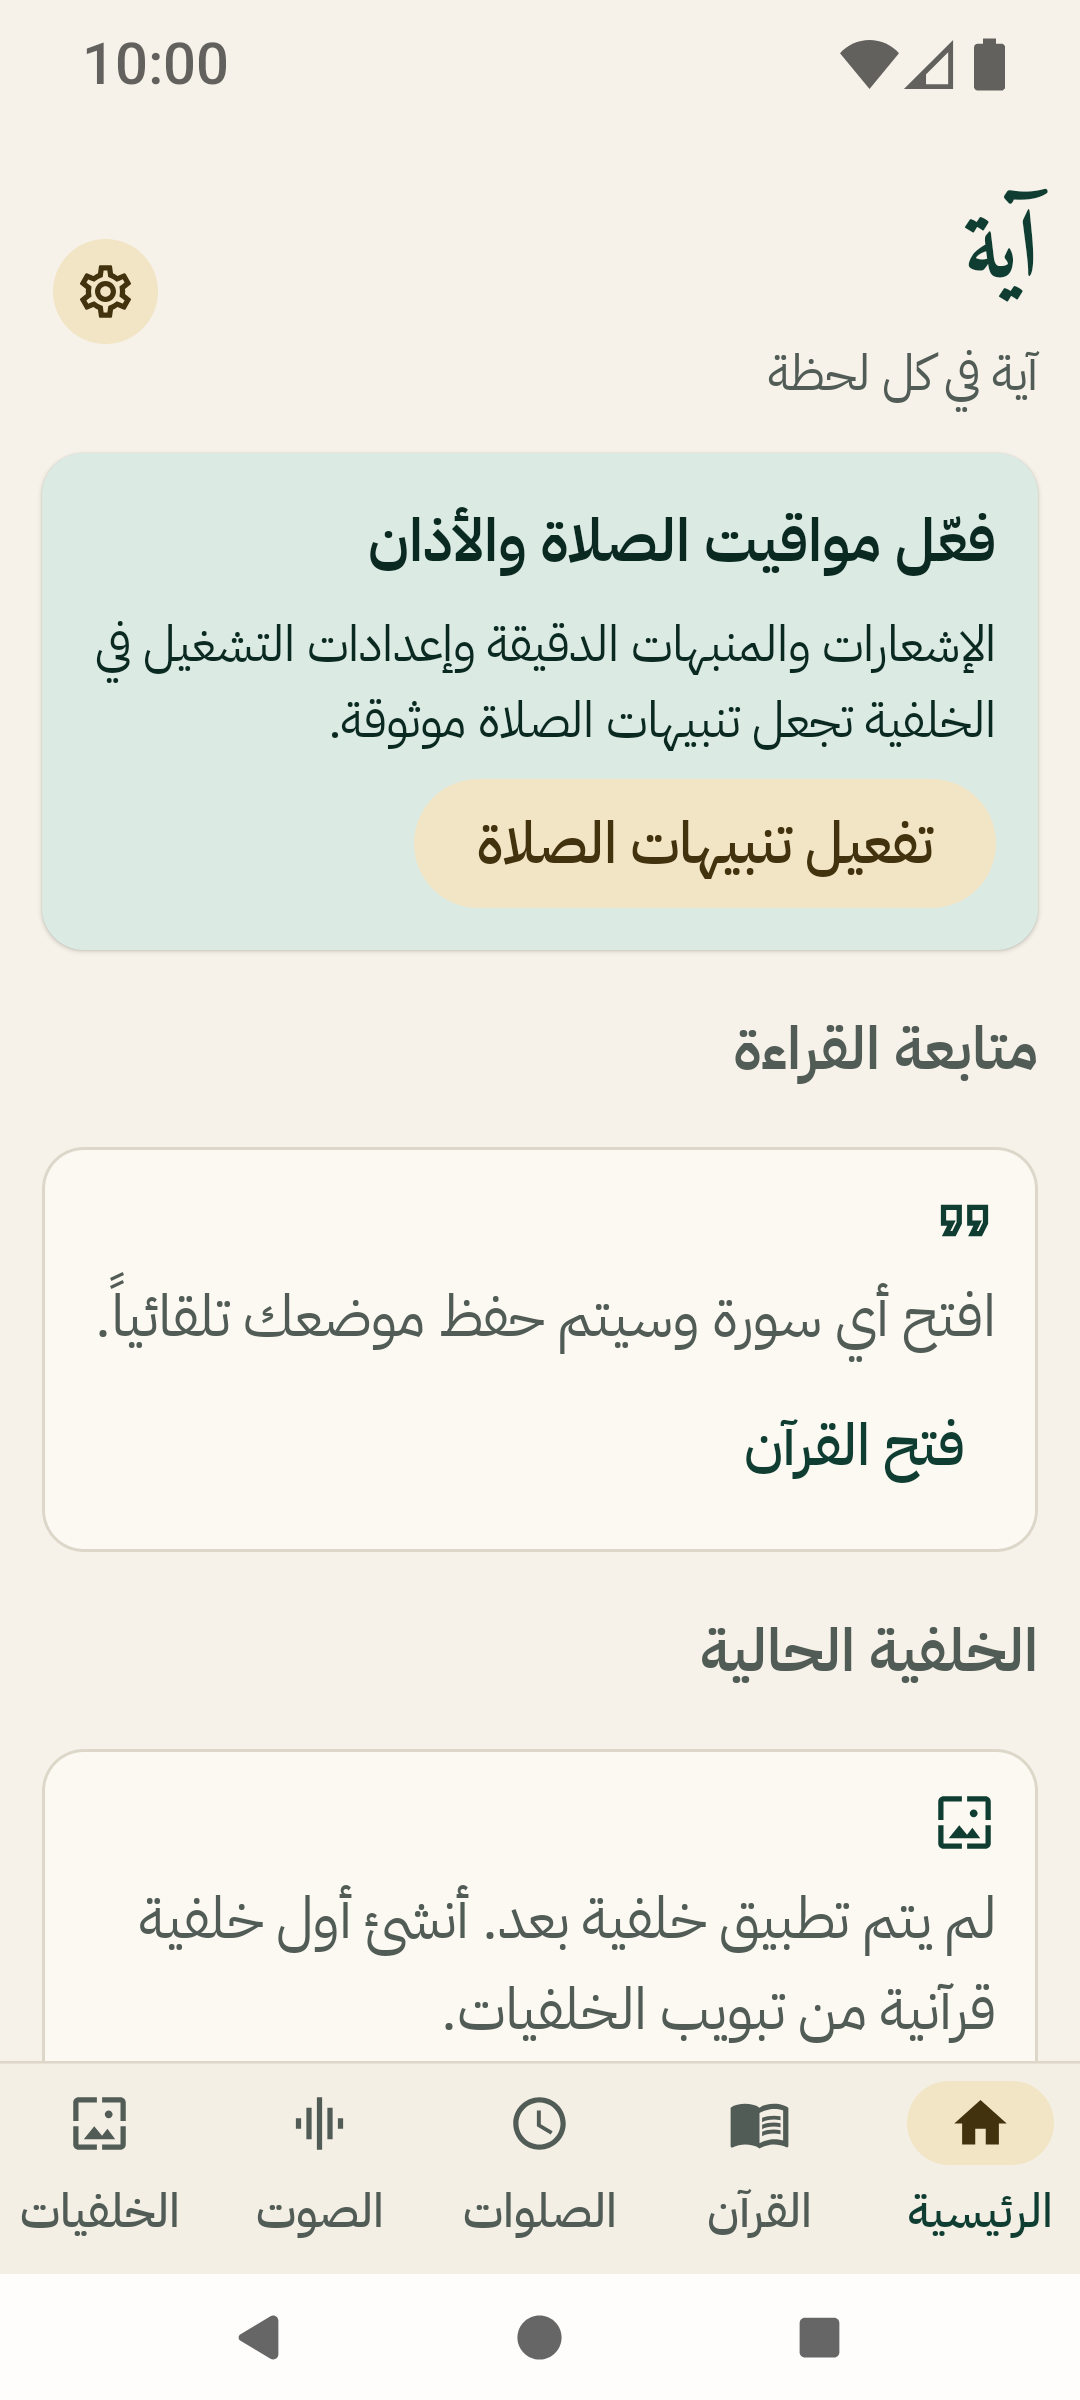 10:00
آية
آية في كل لحظة
فعّل مواقيت الصلاة والأذان
الإشعارات والمنبهات الدقيقة وإعدادات التشغيل في
الخلفية تجعل تنبيهات الصلاة موثوقة.
تفعيل تنبيهات الصلاة
متابعة القراءة
افتح أي سورة وسيتم حفظ موضعك تلقائياً.
فتح القرآن
الخلفية الحالية
لم يتم تطبيق خلفية بعد. أنشئ أول خلفية
قرآنية من تبويب الخلفيات.
الرئيسية
القرآن
الصلوات
الصوت
الخلفيات